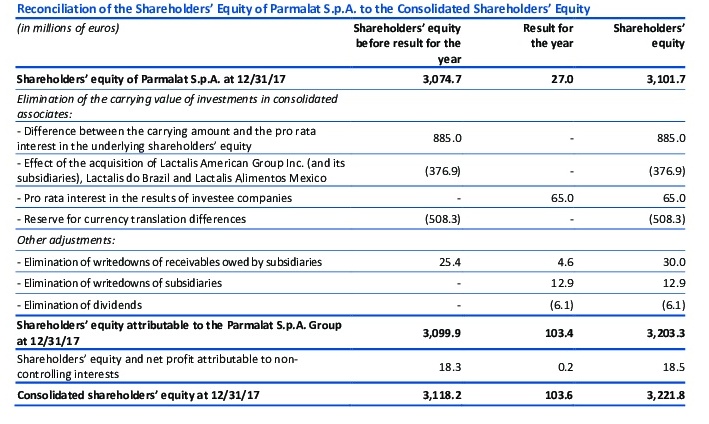 Reconciliation of the Shareholders' Equity of Parmalat S.p.A. to the Consolidated Shareholders' Equity
(in millions of euros) Shareholders' equity before result for the year Result for the year Shareholders' equity
Shareholders' equity of Parmalat S.p.A. at 12/31/17 3,074.7 27.0 3,101.7
Elimination of the carrying value of investments in consolidated
associates:
- Difference between the carrying amount and the pro rata
interest in the underlying shareholders' equity 885.0 - 885.0
- Effect of the acquisition of Lactalis American Group Inc. (and its
subsidiaries), Lactalis do Brazil and Lactalis Alimentos Mexico (376.9) - (376.9)
- Pro rata interest in the results of investee companies - 65.0 65.0
- Reserve for currency translation differences (508.3) - (508.3)
Other adjustments:
- Elimination of writedowns of receivables owed by subsidiaries 25.4 4.6 30.0
- Elimination of writedowns of subsidiaries - 12.9 12.9
- Elimination of dividends - (6.1) (6.1)
Shareholders' equity attributable to the Parmalat S.p.A. Group
at 12/31/17 3,099.9 103.4 3,203.3
Shareholders' equity and net profit attributable to non-
controlling interests 18.3 0.2 18.5
Consolidated shareholders' equity at 12/31/17 3,118.2 103.6 3,221.8